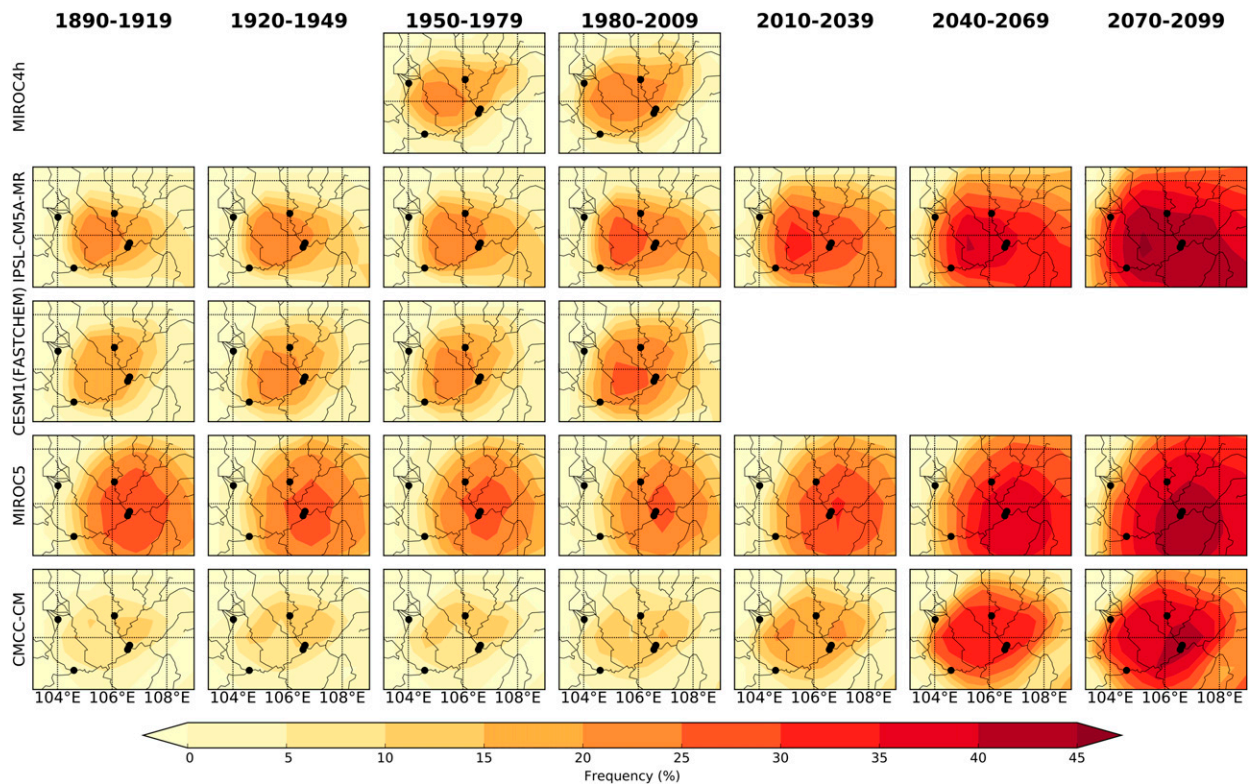 1890-1919 1920-1949 1950-1979 1980-2009 2010-2039 2040-2069 2070-2099
MIROC4h
IPSL-CM5A-MR
CESM1(FASTCHEM)
MIROC5
CMCC-CM
104°E 106°E 108°E 104°E 106°E 108°E 104°E 106°E 108°E 104°E 106°E 108°E 104°E 106°E 108°E 104°E 106°E 108°E 104°E 106°E 108°E
0 5 10 15 20 25 30 35 40 45
Frequency (%)